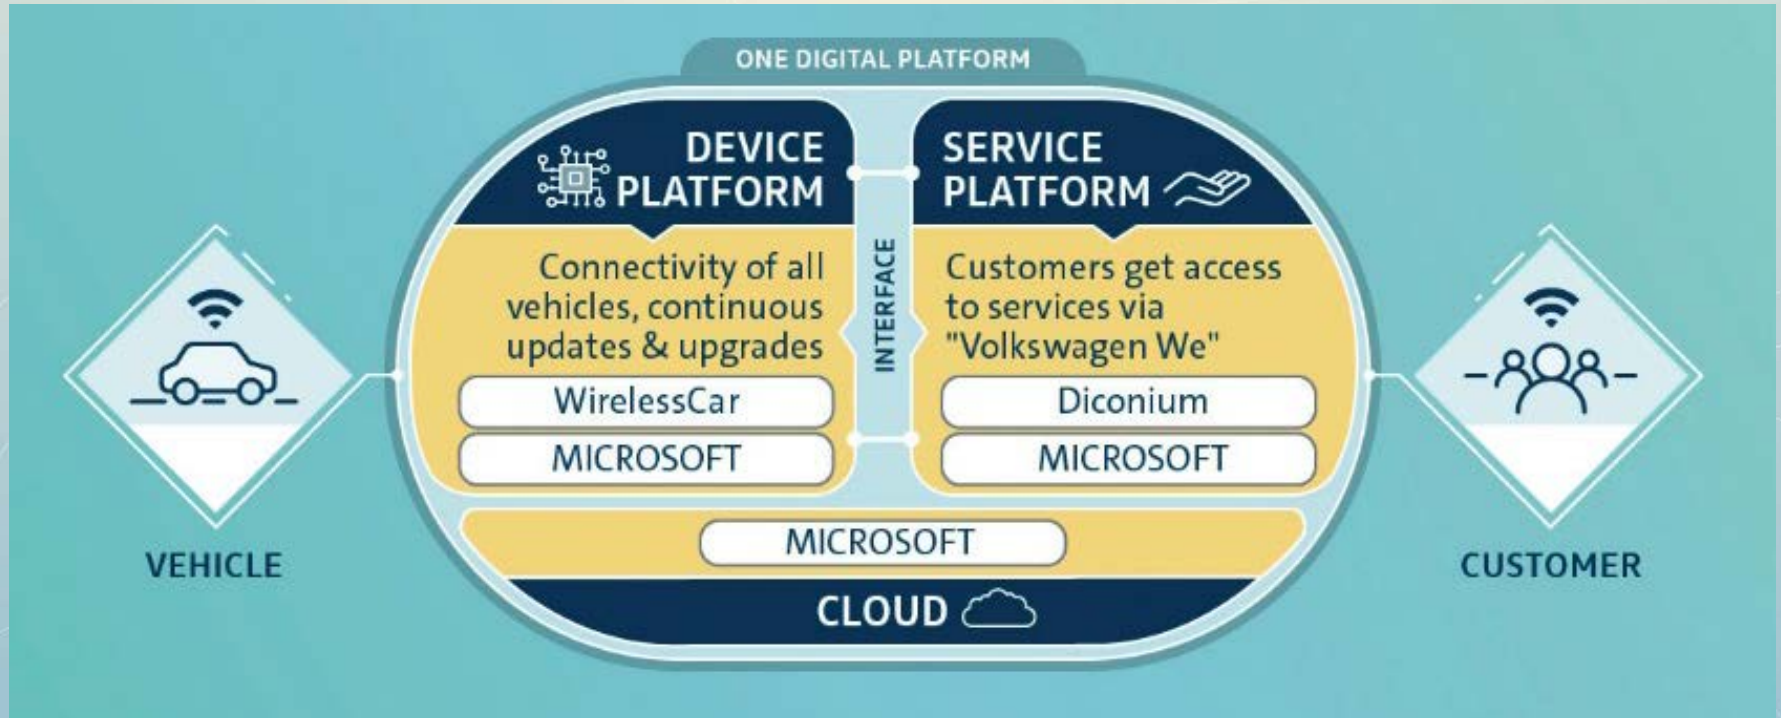 ONE DIGITAL PLATFORM
DEVICE
PLATFORM
Connectivity of all
vehicles, continuous
updates & upgrades
WirelessCar
MICROSOFT
INTERFACE
SERVICE
PLATFORM
Customers get access
to services via
"Volkswagen We"
Diconium
MICROSOFT
MICROSOFT
CLOUD
VEHICLE
CUSTOMER